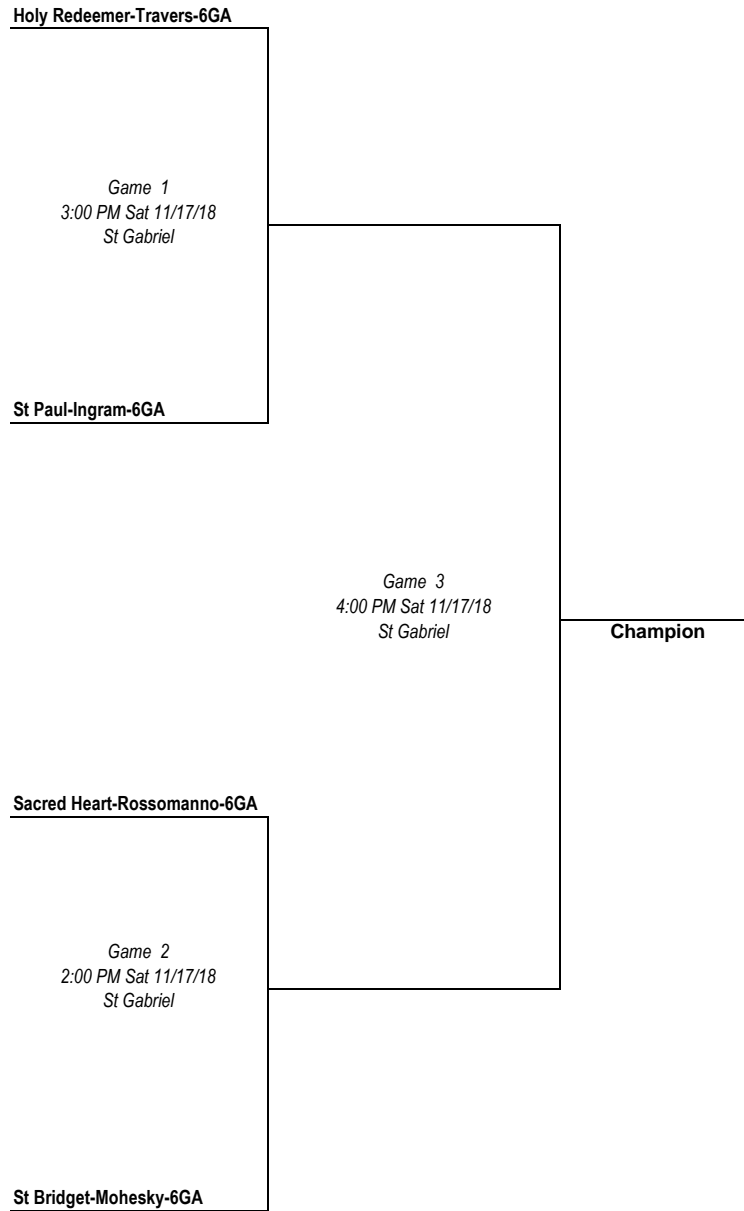 Holy Redeemer-Travers-6GA
Game 1
3:00 PM Sat 11/17/18
St Gabriel
St Paul-Ingram-6GA
Game 3
4:00 PM Sat 11/17/18
St Gabriel
Champion
Sacred Heart-Rossomanno-6GA
Game 2
2:00 PM Sat 11/17/18
St Gabriel
St Bridget-Mohesky-6GA